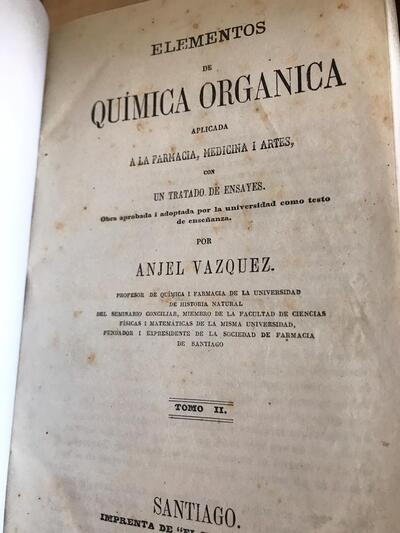 ELEMENTOS
DE
QUÍMICA ORGANICA
APLICADA
A LA FARMACIA, MEDICINA I ARTES,
CON
UN TRATADO DE ENSAYES.
Obra aprobada i adoptada por la universidad como testo
de enseñanza.
POR
ANJEL VAZQUEZ.
PROFESOR DE QUÍMICA I FARMACIA DE LA UNIVERSIDAD
DE HISTORIA NATURAL
DEL SEMINARIO CONCILIAR, MIEMBRO DE LA FACULTAD DE CIENCIAS
FÍSICAS I MATEMÁTICAS DE LA MISMA UNIVERSIDAD,
FUNDADOR I EXPRESIDENTE DE LA SOCIEDAD DE FARMACIA
DE SANTIAGO
TOMO II.
SANTIAGO.
IMPRENTA DE "EL